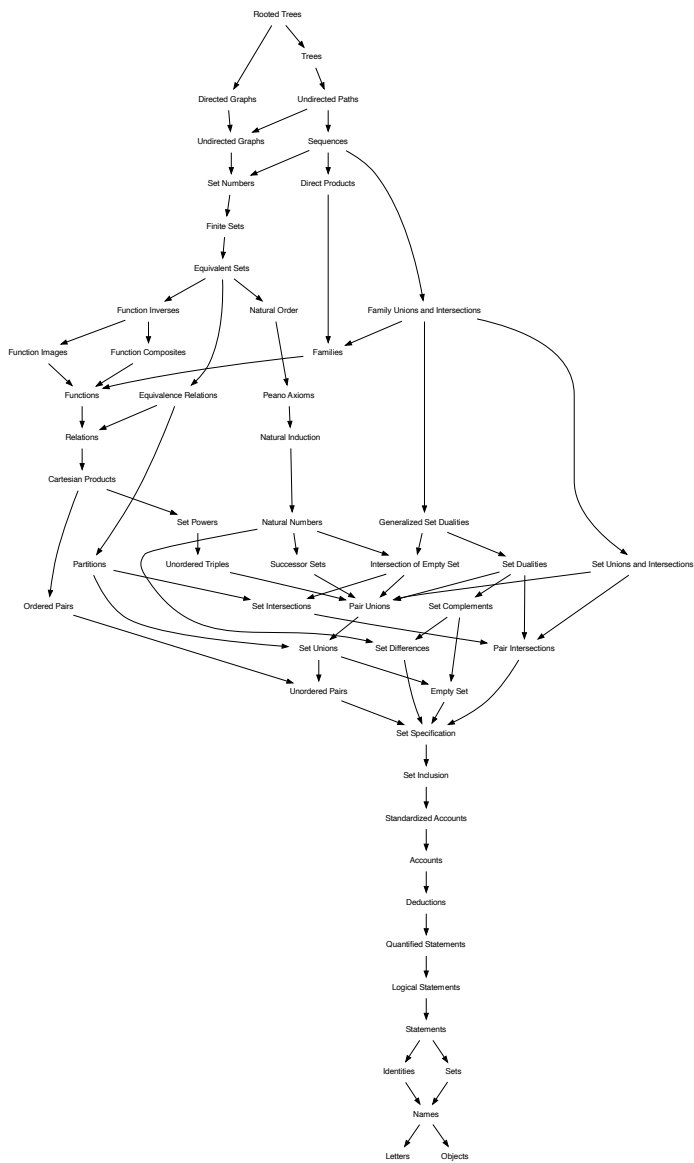 Rooted Trees
Trees
Directed Graphs
Undirected Paths
Undirected Graphs
Sequences
Set Numbers
Direct Products
Finite Sets
Equivalent Sets
Function Inverses
Natural Order
Family Unions and Intersections
Function Images
Function Composites
Families
Functions
Equivalence Relations
Peano Axioms
Relations
Natural Induction
Cartesian Products
Set Powers
Natural Numbers
Generalized Set Dualities
Partitions
Unordered Triples
Successor Sets
Intersection of Empty Set
Set Dualities
Set Unions and Intersections
Ordered Pairs
Set Intersections
Pair Unions
Set Complements
Set Unions
Set Differences
Pair Intersections
Unordered Pairs
Empty Set
Set Specification
Set Inclusion
Standardized Accounts
Accounts
Deductions
Quantified Statements
Logical Statements
Statements
Identities
Sets
Names
Letters
Objects